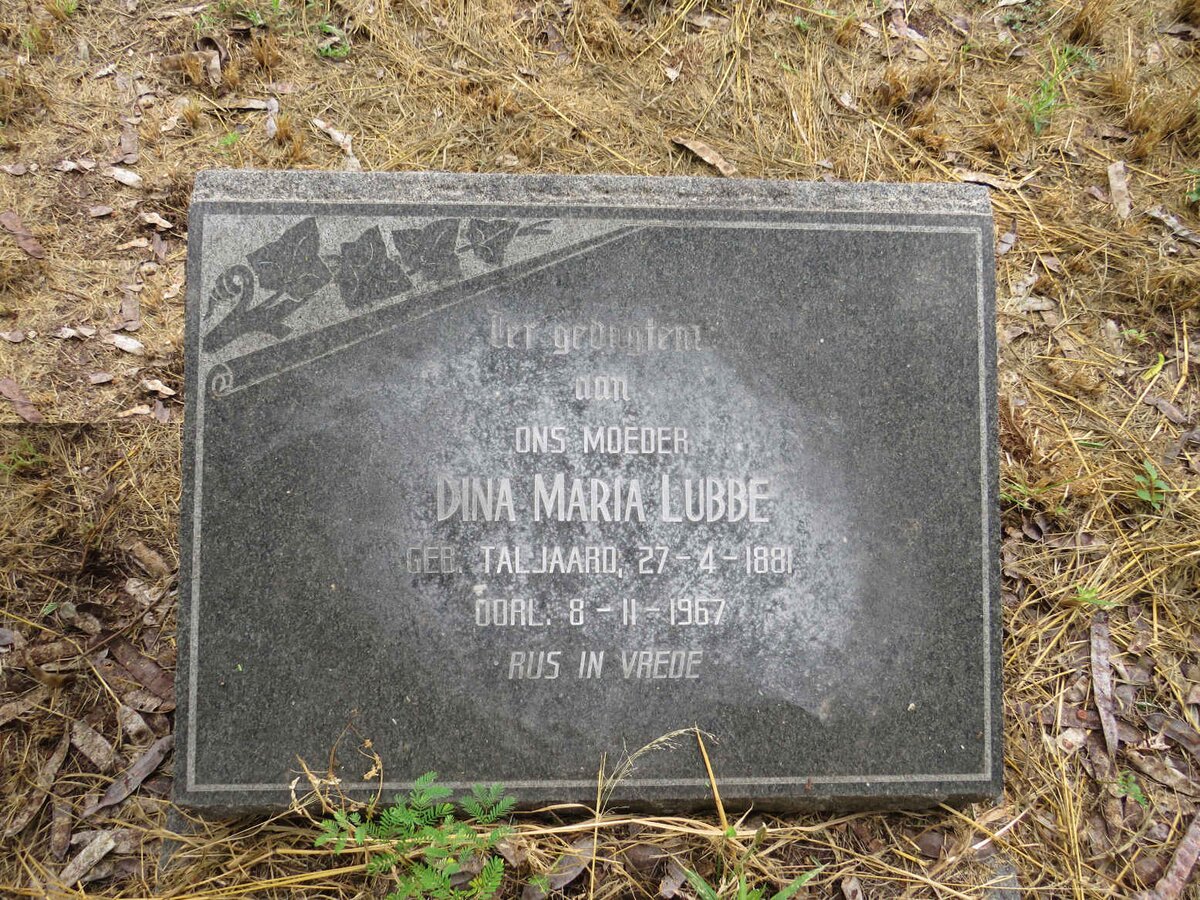 Ter gedagtenis
aan
ONS MOEDER
DINA MARIA LUBBE
GEB. TALJAARD, 27-4-1881
OORL. 8-11-1967
RUS IN VREDE